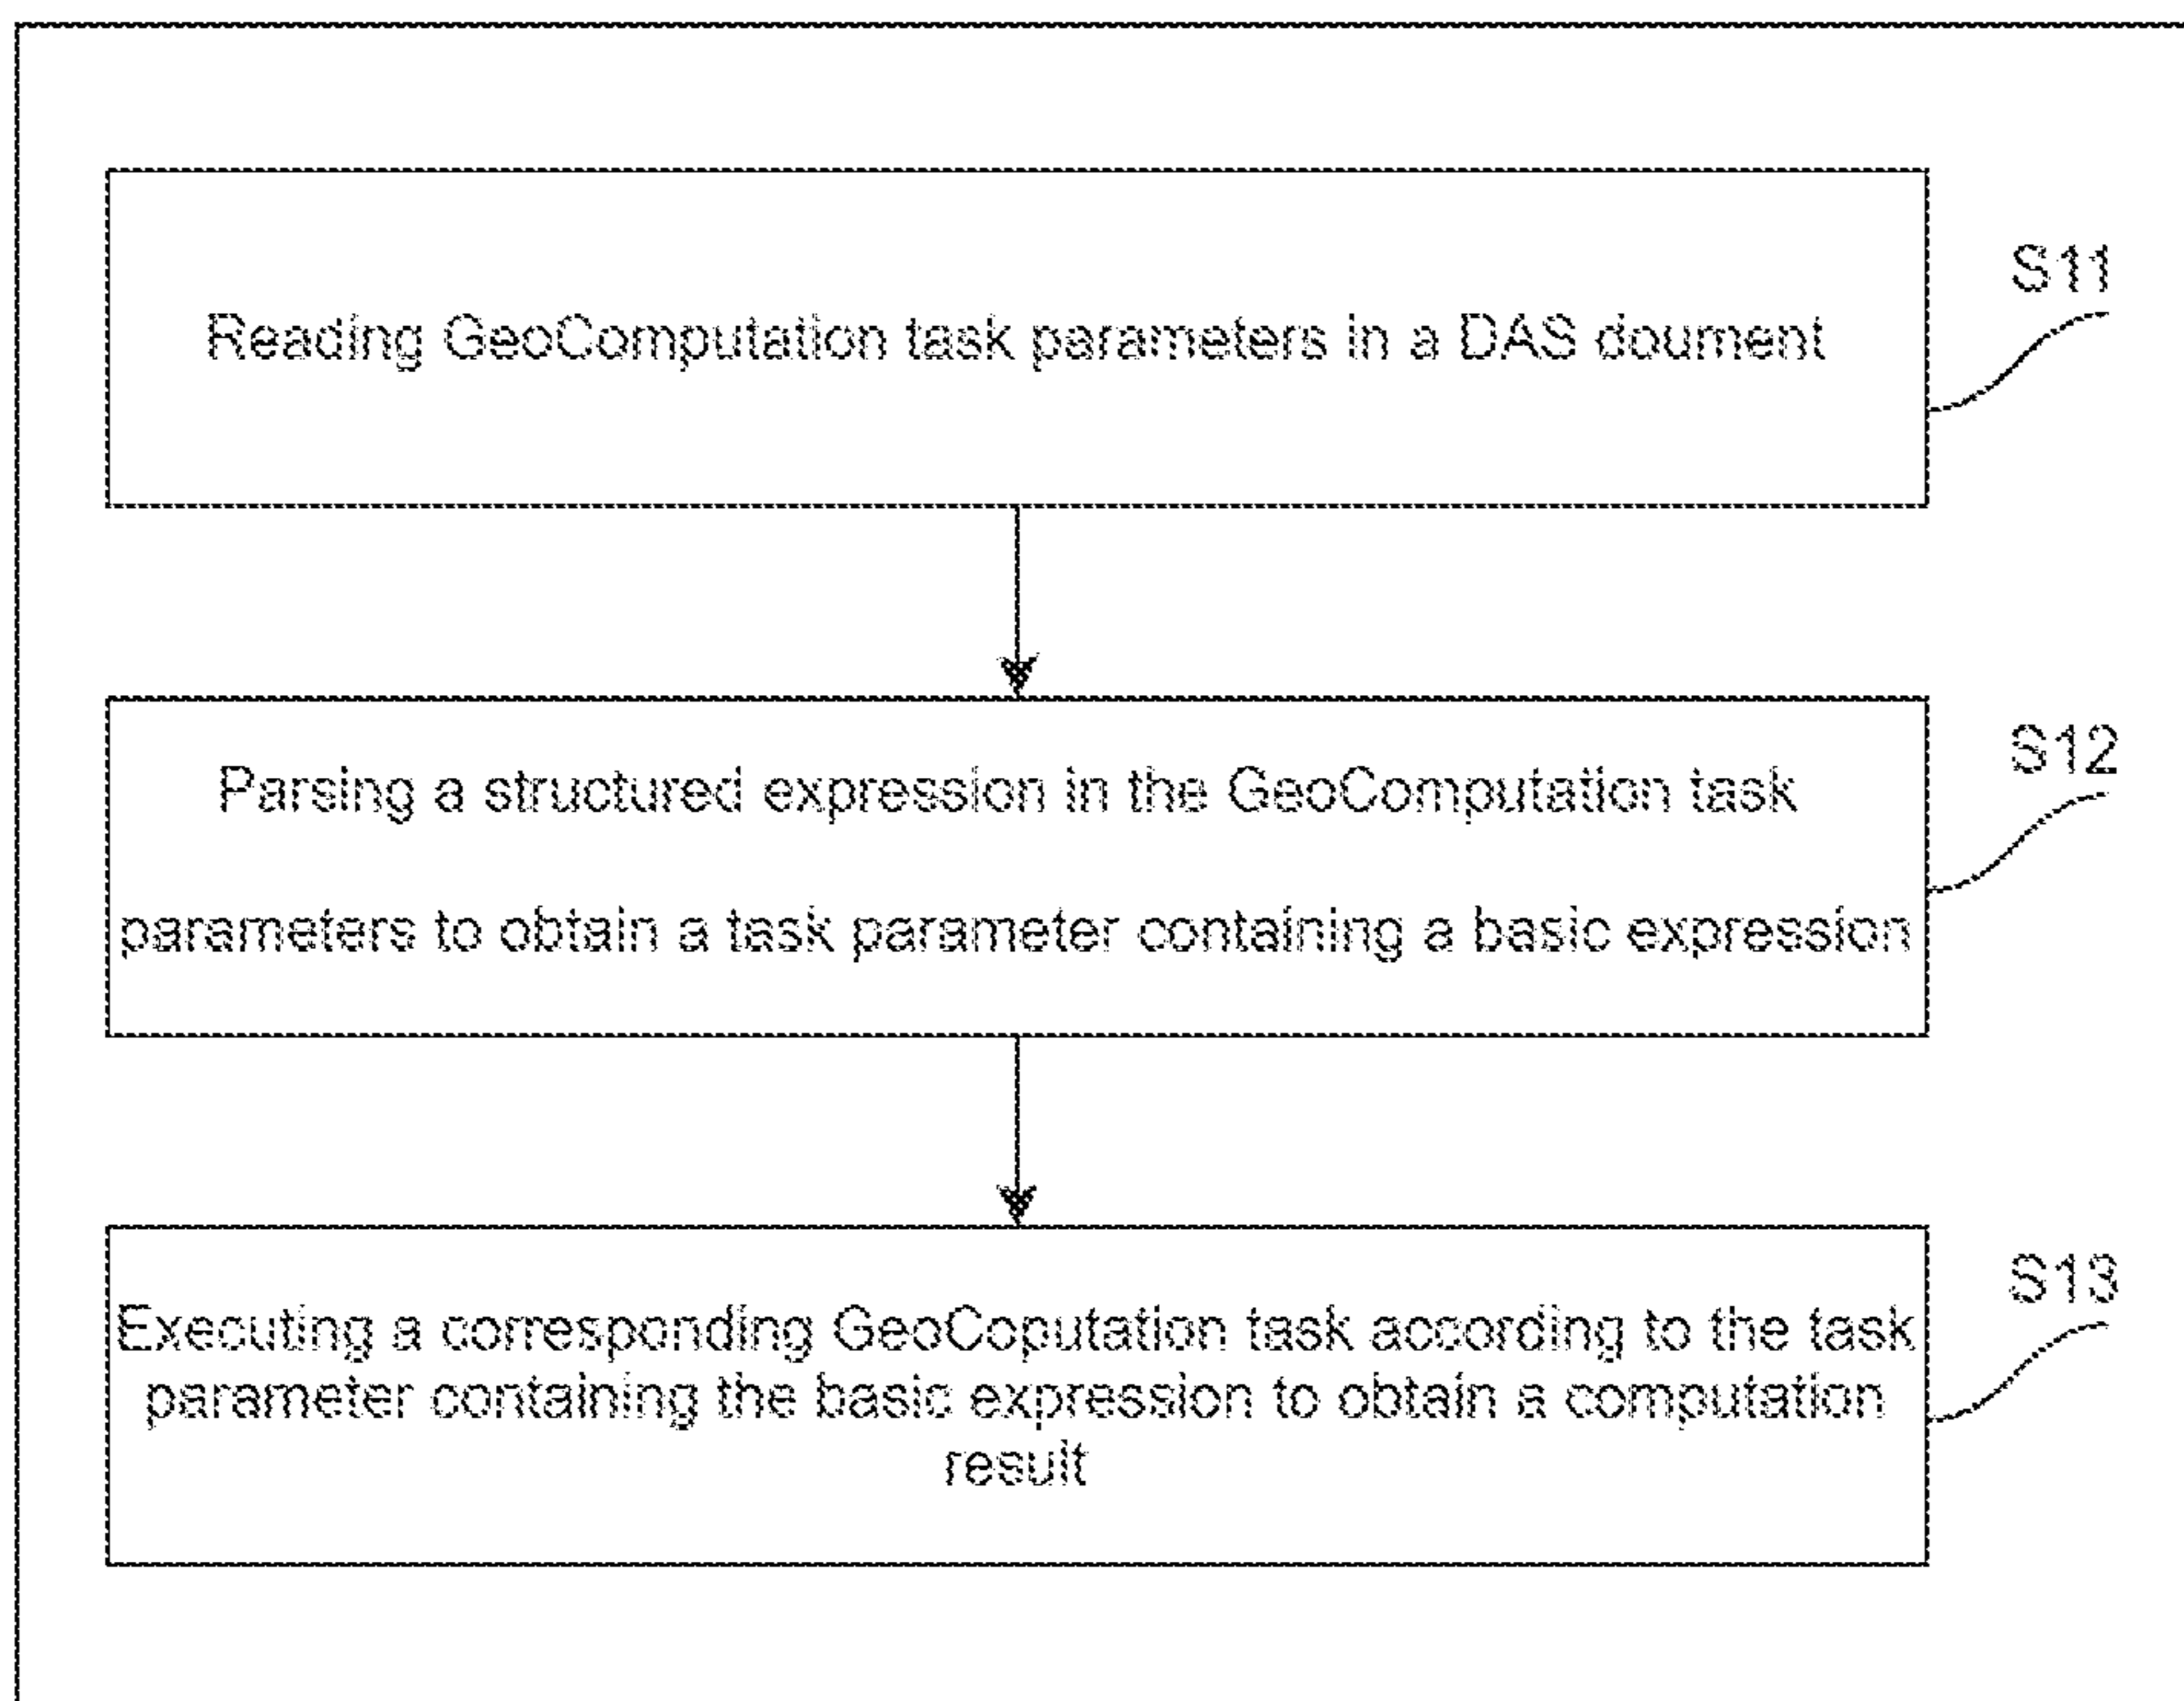 S11
Reading GeoComputation task parameters in a DAS doument
S12
Parsing a structured expression in the GeoComputation task
parameters to obtain a task parameter containing a basic expression
S13
Executing a corresponding GeoCoputation task according to the task
parameter containing the basic expression to obtain a computation
result